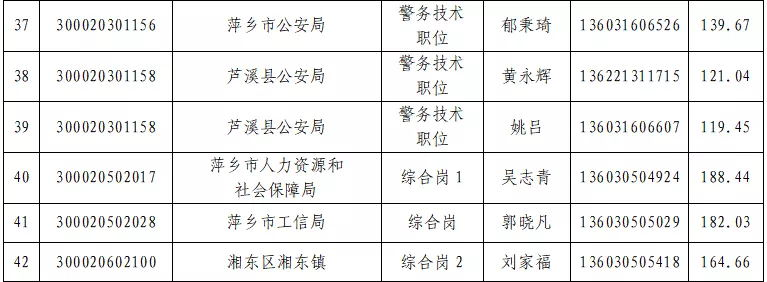 37 300020301156 萍乡市公安局 警务技术 郁秉琦 136031606526 139.67
职位
38 300020301158 芦溪县公安局 警务技术 黄永辉 136221311715 121.04
职位
39 300020301158 芦溪县公安局 警务技术 姚吕 136031606607 119.45
职位
40 300020502017 萍乡市人力资源和 综合岗1 吴志青 136030504924 188.44
社会保障局
41 300020502028 萍乡市工信局 综合岗 郭晓凡 136030505029 182.03
42 300020602100 湘东区湘东镇 综合岗2 刘家福 136030505418 164.66